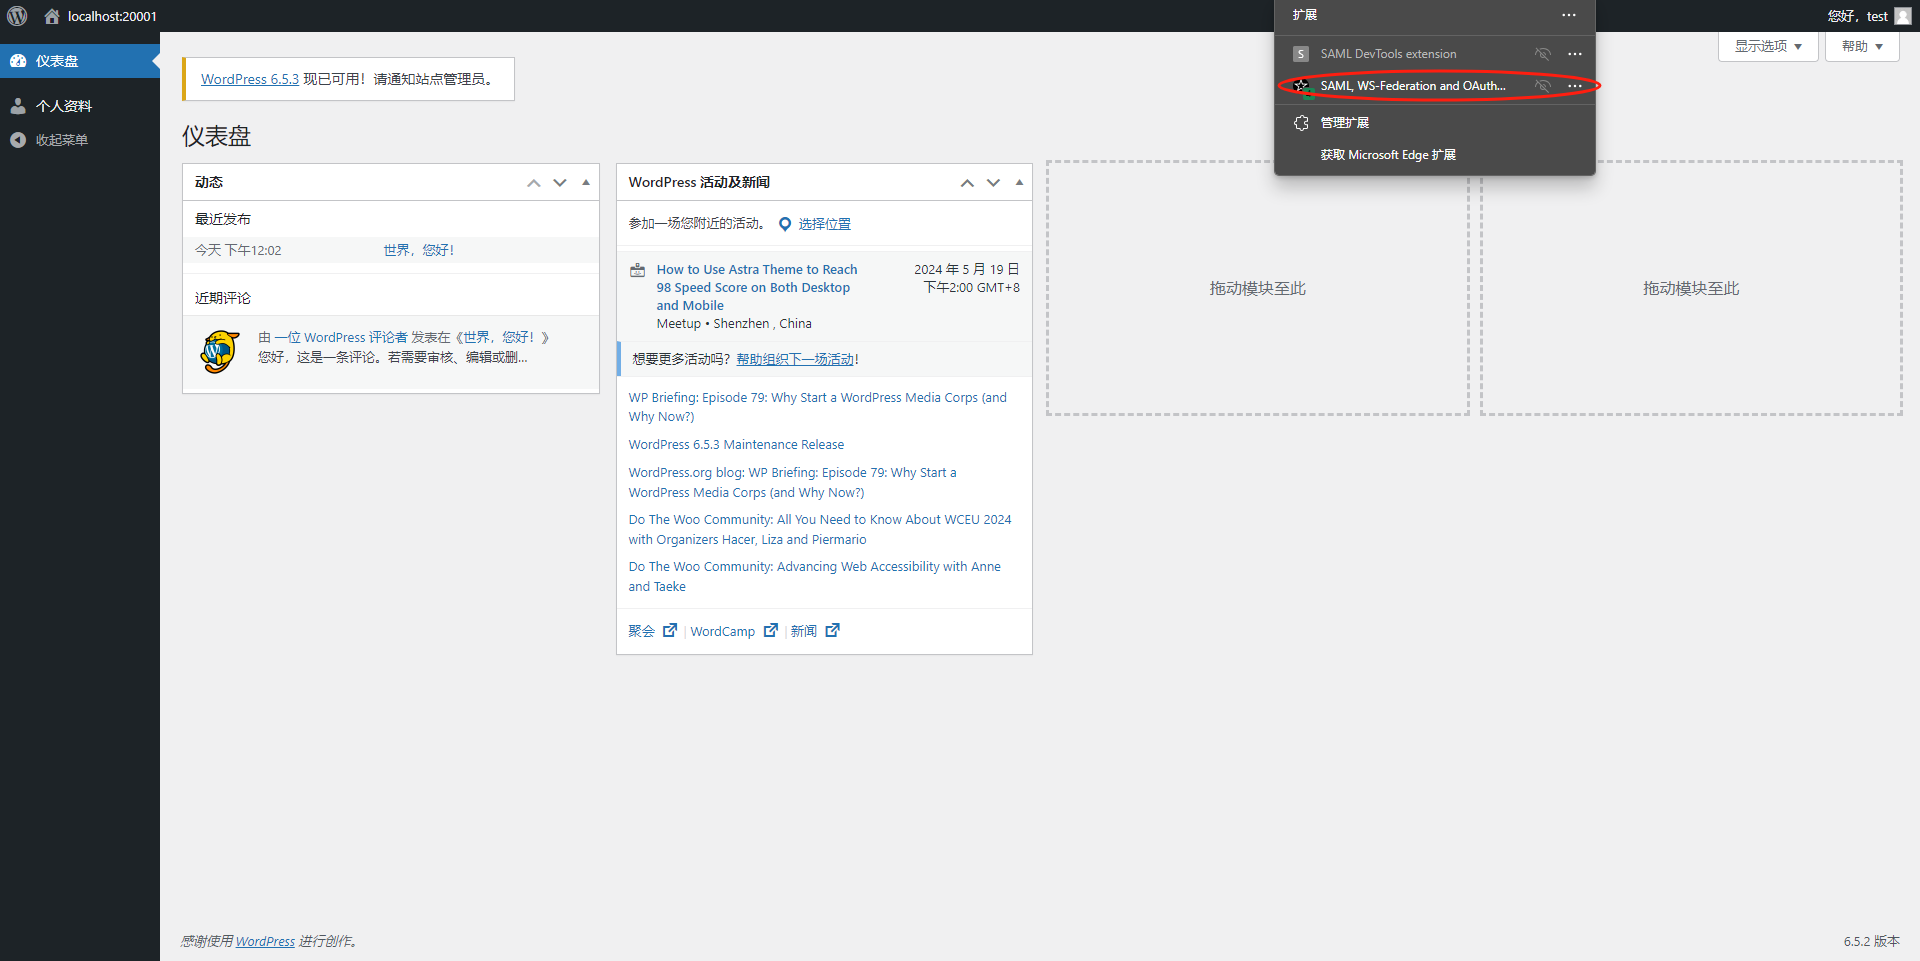 localhost:20001
您好，test
扩展
SAML DevTools extension
SAML, WS-Federation and OAuth...
管理扩展
获取 Microsoft Edge 扩展
显示选项
帮助
仪表盘
个人资料
收起菜单
WordPress 6.5.3 现已可用！请通知站点管理员。
仪表盘
动态
最近发布
今天 下午12:02 世界，您好！
近期评论
由 一位 WordPress 评论者 发表在《世界，您好！》
您好，这是一条评论。若需要审核、编辑或删...
WordPress 活动及新闻
参加一场您附近的活动。 选择位置
How to Use Astra Theme to Reach
98 Speed Score on Both Desktop
and Mobile
Meetup • Shenzhen , China
2024 年 5 月 19 日
下午2:00 GMT+8
想要更多活动吗？帮助组织下一场活动！
WP Briefing: Episode 79: Why Start a WordPress Media Corps (and
Why Now?)
WordPress 6.5.3 Maintenance Release
WordPress.org blog: WP Briefing: Episode 79: Why Start a
WordPress Media Corps (and Why Now?)
Do The Woo Community: All You Need to Know About WCEU 2024
with Organizers Hacer, Liza and Piermario
Do The Woo Community: Advancing Web Accessibility with Anne
and Taeke
聚会 | WordCamp | 新闻
拖动模块至此
拖动模块至此
感谢使用 WordPress 进行创作。
6.5.2 版本